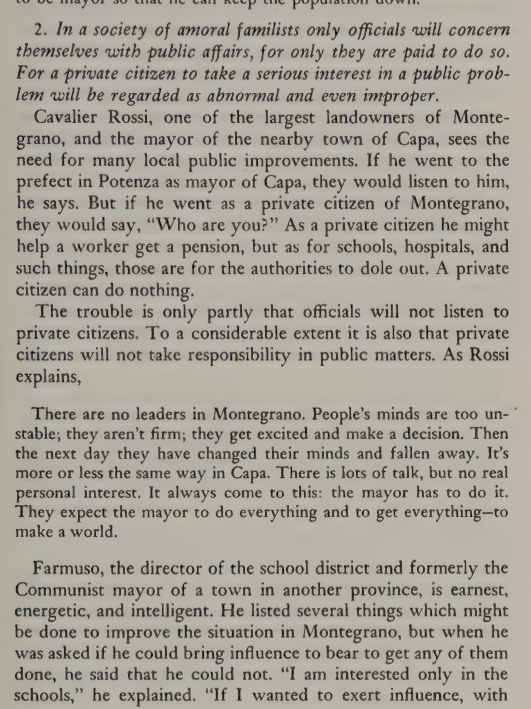 to be mayor so that he can keep the population down.
2. In a society of amoral familists only officials will concern
themselves with public affairs, for only they are paid to do so.
For a private citizen to take a serious interest in a public prob-
lem will be regarded as abnormal and even improper.
Cavalier Rossi, one of the largest landowners of Monte-
grano, and the mayor of the nearby town of Capa, sees the
need for many local public improvements. If he went to the
prefect in Potenza as mayor of Capa, they would listen to him,
he says. But if he went as a private citizen of Montegrano,
they would say, “Who are you?” As a private citizen he might
help a worker get a pension, but as for schools, hospitals, and
such things, those are for the authorities to dole out. A private
citizen can do nothing.
The trouble is only partly that officials will not listen to
private citizens. To a considerable extent it is also that private
citizens will not take responsibility in public matters. As Rossi
explains,
There are no leaders in Montegrano. People’s minds are too un-
stable; they aren’t firm; they get excited and make a decision. Then
the next day they have changed their minds and fallen away. It’s
more or less the same way in Capa. There is lots of talk, but no real
personal interest. It always come to this: the mayor has to do it.
They expect the mayor to do everything and to get everything—to
make a world.
Farmuso, the director of the school district and formerly the
Communist mayor of a town in another province, is earnest,
energetic, and intelligent. He listed several things which might
be done to improve the situation in Montegrano, but when he
was asked if he could bring influence to bear to get any of them
done, he said that he could not. “I am interested only in the
schools,” he explained. “If I wanted to exert influence, with